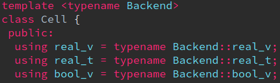 template <typename Backend>
class Cell {
public:
using real_v = typename Backend::real_v;
using real_t = typename Backend::real_t;
using bool_v = typename Backend::bool_v